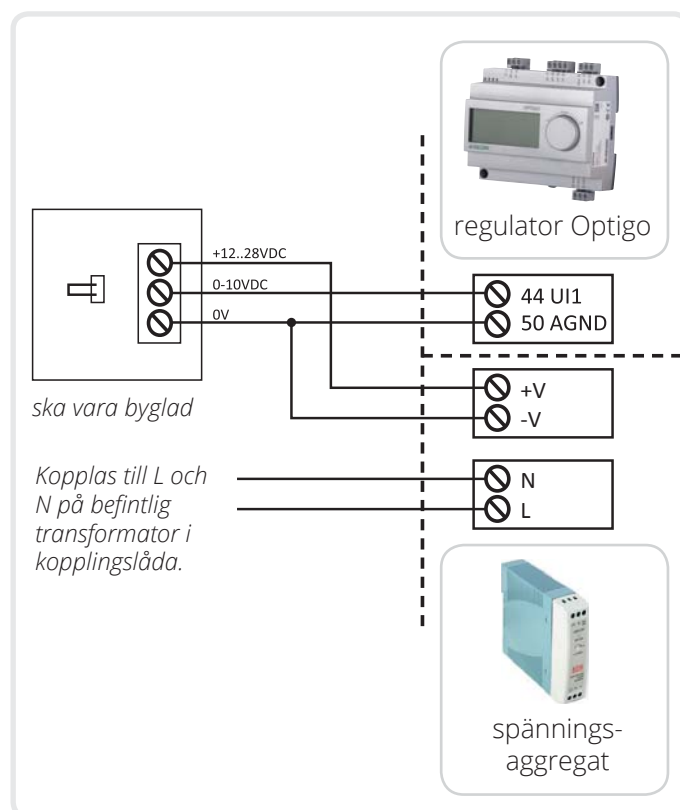 regulator Optigo
+12..28VDC
0-10VDC
0V
44 UI1
50 AGND
ska vara byglad
+V
-V
Kopplas till L och
N på befintlig
transformator i
kopplingslåda.
N
L
spännings-
aggregat